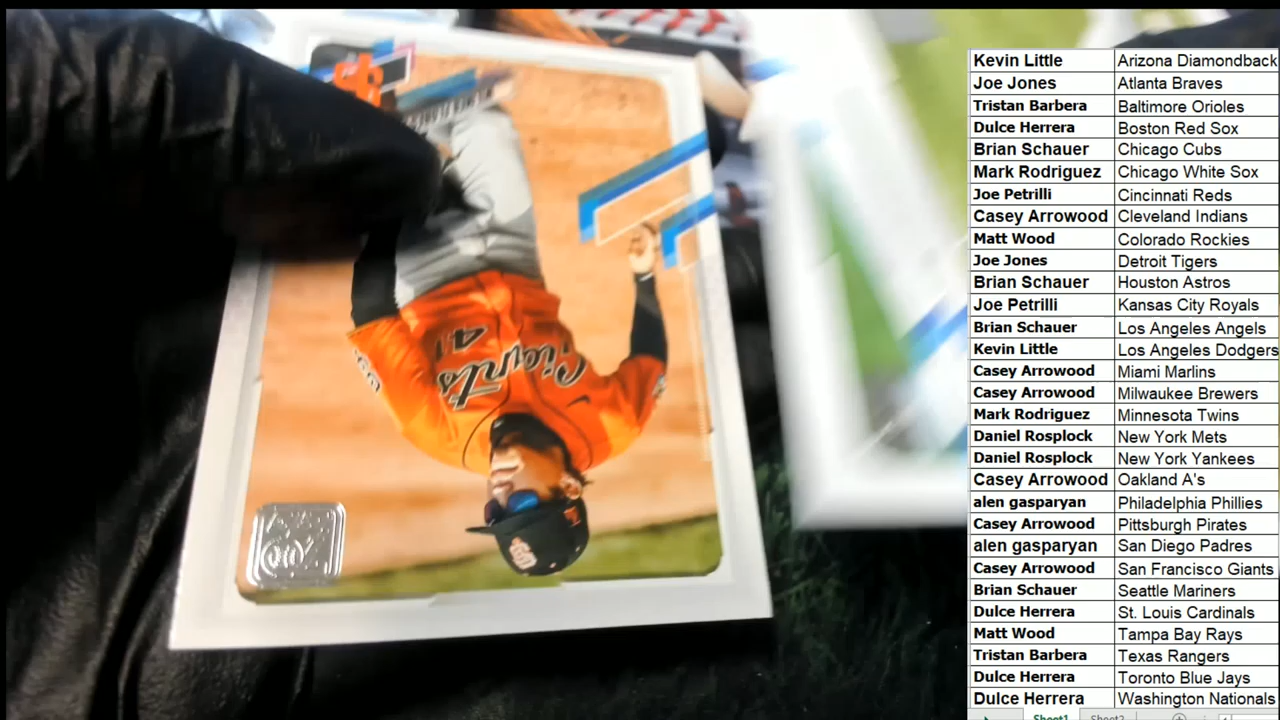 Giants
41
SF
Kevin Little Arizona Diamondback
Joe Jones Atlanta Braves
Tristan Barbera Baltimore Orioles
Dulce Herrera Boston Red Sox
Brian Schauer Chicago Cubs
Mark Rodriguez Chicago White Sox
Joe Petrilli Cincinnati Reds
Casey Arrowood Cleveland Indians
Matt Wood Colorado Rockies
Joe Jones Detroit Tigers
Brian Schauer Houston Astros
Joe Petrilli Kansas City Royals
Brian Schauer Los Angeles Angels
Kevin Little Los Angeles Dodgers
Casey Arrowood Miami Marlins
Casey Arrowood Milwaukee Brewers
Mark Rodriguez Minnesota Twins
Daniel Rosplock New York Mets
Daniel Rosplock New York Yankees
Casey Arrowood Oakland A's
alen gasparyan Philadelphia Phillies
Casey Arrowood Pittsburgh Pirates
alen gasparyan San Diego Padres
Casey Arrowood San Francisco Giants
Brian Schauer Seattle Mariners
Dulce Herrera St. Louis Cardinals
Matt Wood Tampa Bay Rays
Tristan Barbera Texas Rangers
Dulce Herrera Toronto Blue Jays
Dulce Herrera Washington Nationals
Sheet1 Sheet2